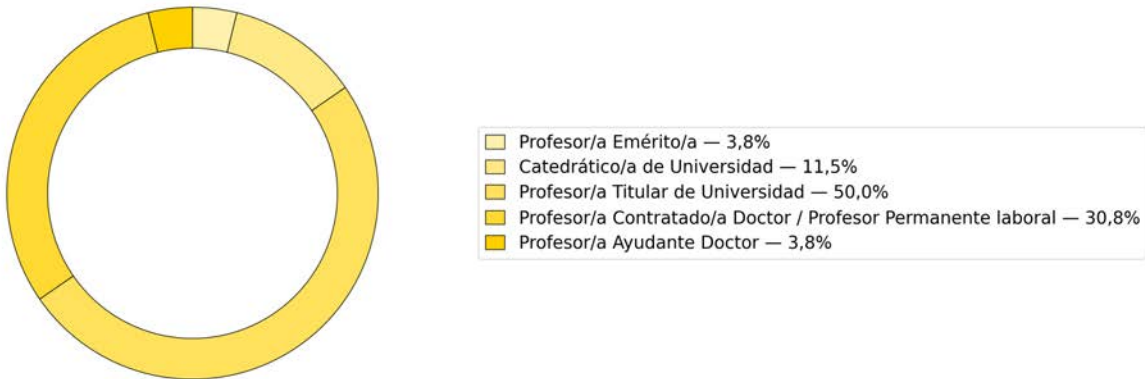 Profesor/a Emérito/a — 3,8%
Catedrático/a de Universidad — 11,5%
Profesor/a Titular de Universidad — 50,0%
Profesor/a Contratado/a Doctor / Profesor Permanente laboral — 30,8%
Profesor/a Ayudante Doctor — 3,8%